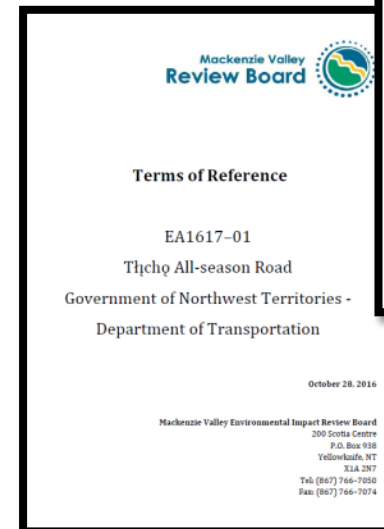 Mackenzie Valley
Review Board
Terms of Reference
EA1617–01
Tłı̨chǫ All-season Road
Government of Northwest Territories -
Department of Transportation
October 28, 2016
Mackenzie Valley Environmental Impact Review Board
200 Scotia Centre
P.O. Box 938
Yellowknife, NT
X1A 2N7
Tel: (867) 766–7050
Fax: (867) 766–7074